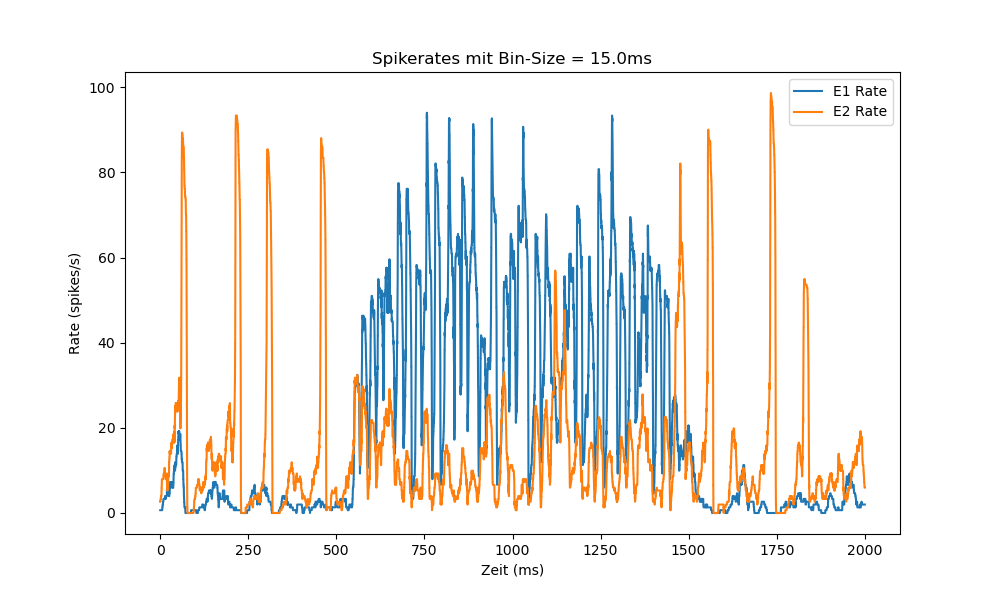 Spikerates mit Bin-Size = 15.0ms
E1 Rate
E2 Rate
Rate (spikes/s)
100
80
60
40
20
0
0 250 500 750 1000 1250 1500 1750 2000
Zeit (ms)